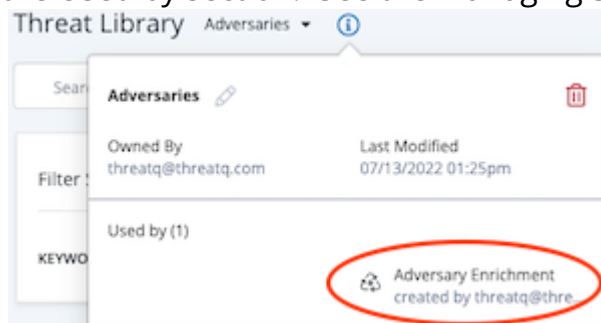 Threat Library Adversaries
Adversaries
Owned By Last Modified
threatq@threatq.com 07/13/2022 01:25pm
Filter
Used by (1)
Adversary Enrichment
created by threatq@thre...